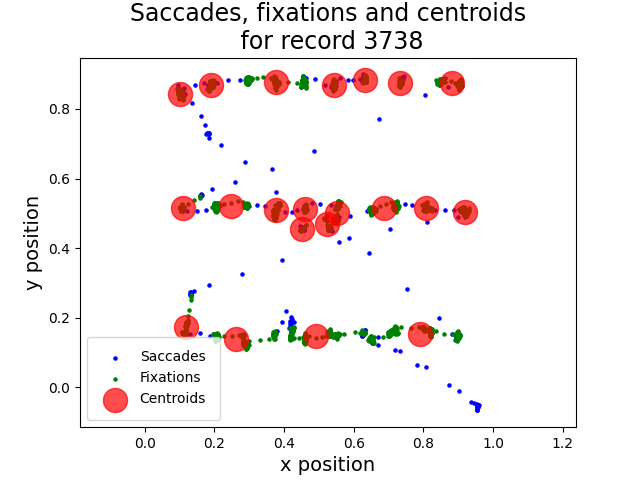 Saccades, fixations and centroids
for record 3738
y position
0.8
0.6
0.4
0.2
0.0
Saccades
Fixations
Centroids
0.0 0.2 0.4 0.6 0.8 1.0 1.2
x position